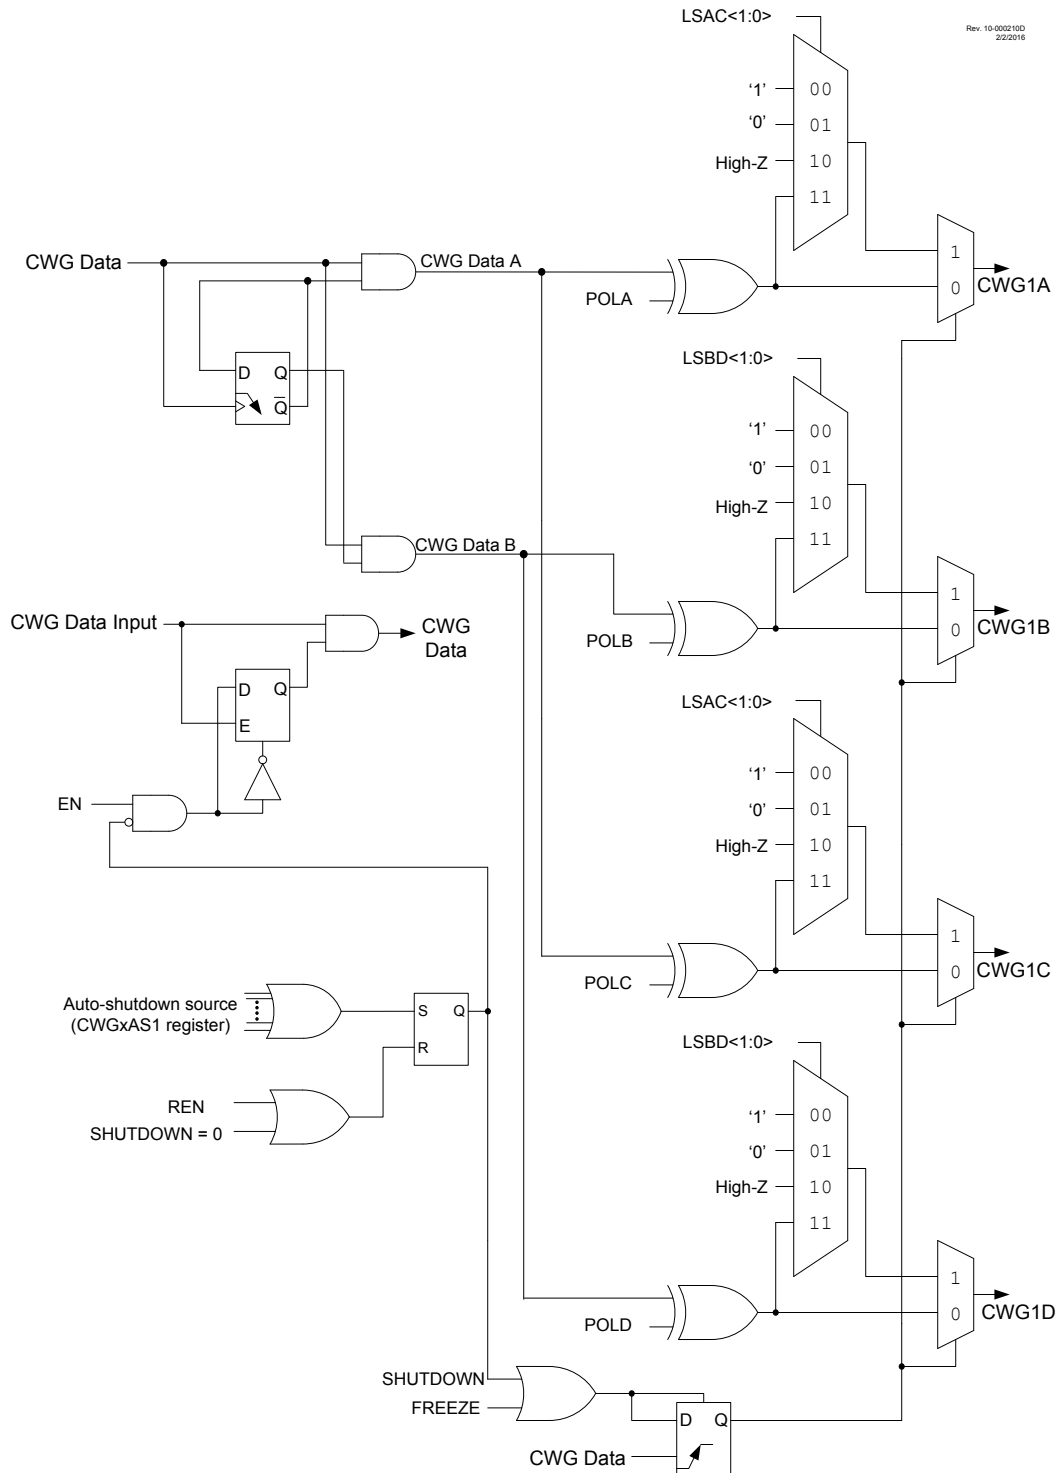 LSAC<1:0>
Rev. 10-000210D
2/2/2016
‘1’ 00
‘0’ 01
High-Z 10
11
CWG Data
CWG Data A
POLA
1
0
CWG1A
D Q
Q
LSBD<1:0>
‘1’ 00
‘0’ 01
High-Z 10
11
CWG Data B
POLB
1
0
CWG1B
CWG Data Input
CWG
Data
D Q
E
EN
LSAC<1:0>
‘1’ 00
‘0’ 01
High-Z 10
11
POLC
1
0
CWG1C
Auto-shutdown source
(CWGxAS1 register)
S Q
R
REN
SHUTDOWN = 0
LSBD<1:0>
‘1’ 00
‘0’ 01
High-Z 10
11
POLD
1
0
CWG1D
SHUTDOWN
FREEZE
D Q
CWG Data